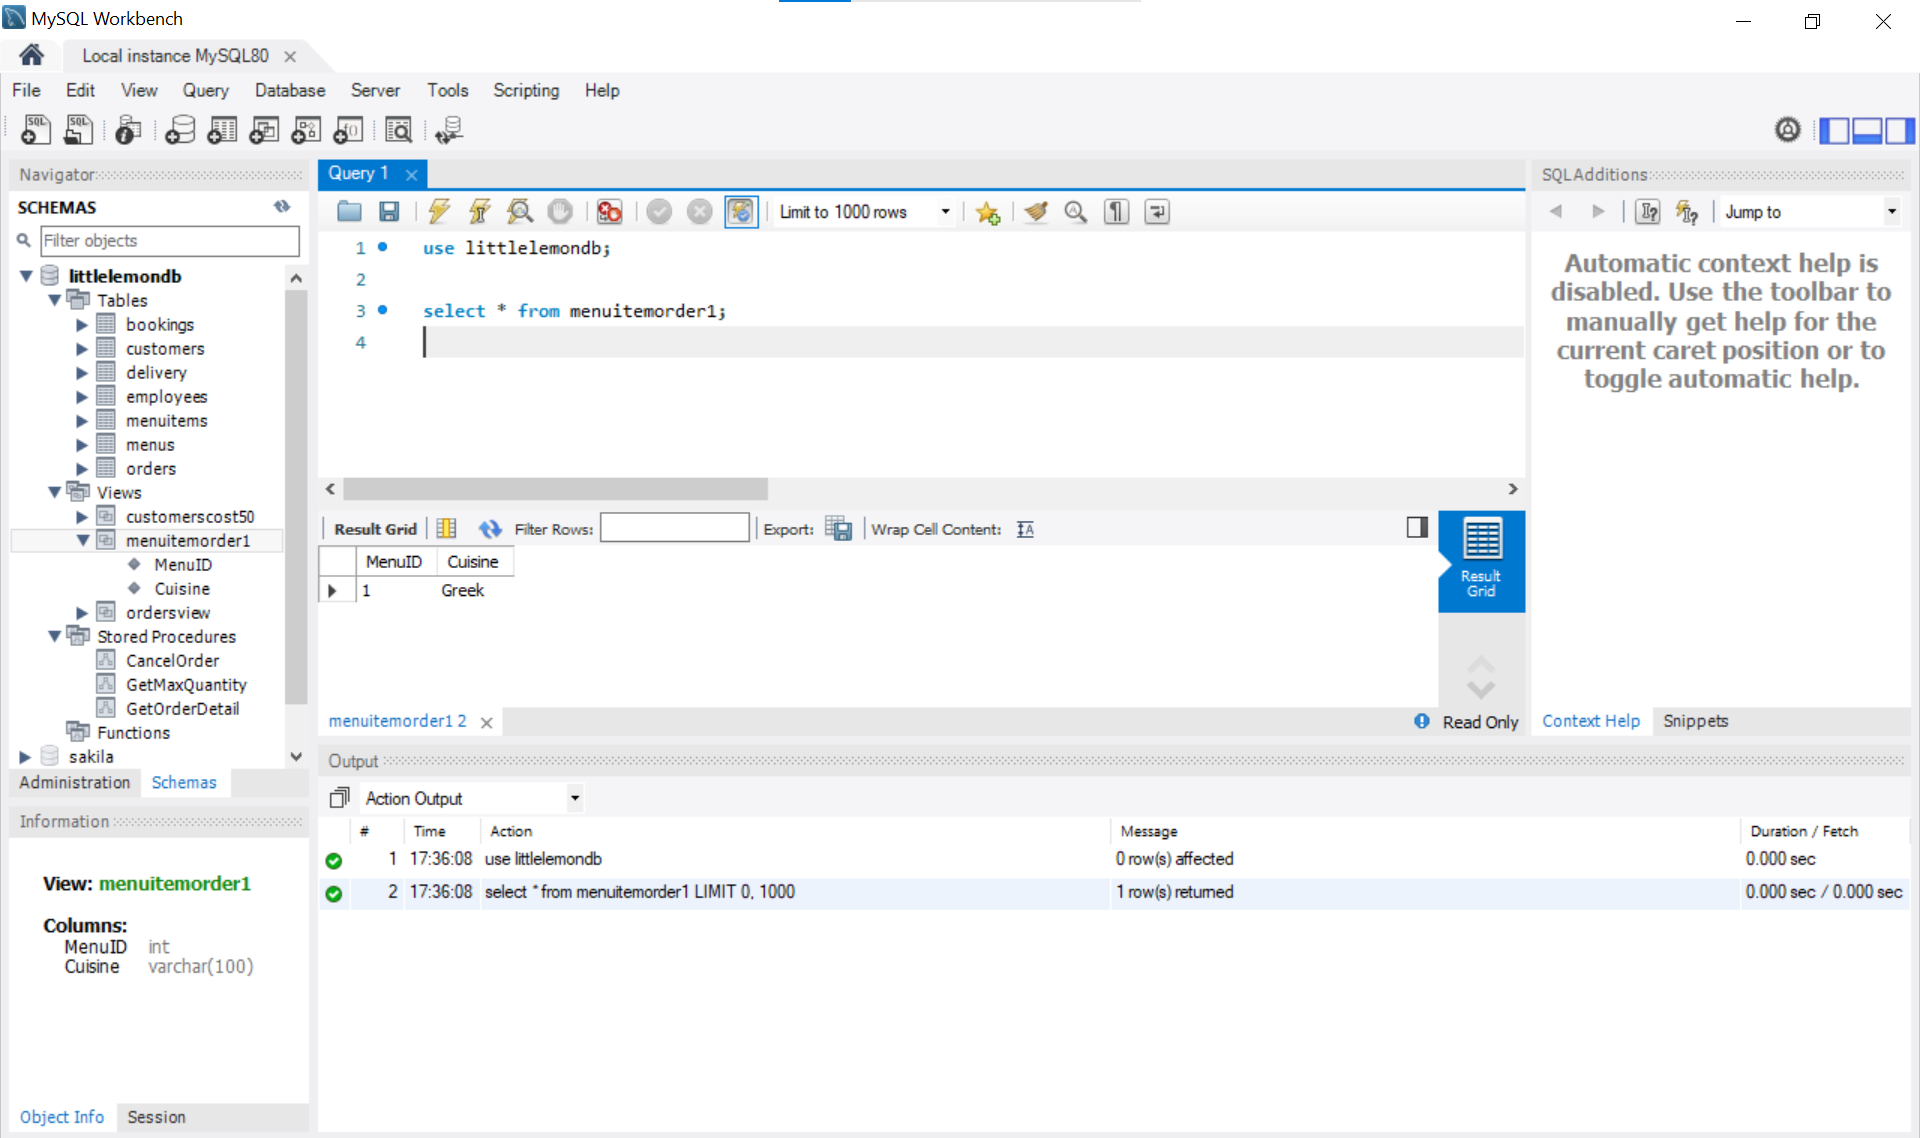 MySQL Workbench
Local instance MySQL80
File Edit View Query Database Server Tools Scripting Help
Navigator
SCHEMAS
Filter objects
littlelemondb
Tables
bookings
customers
delivery
employees
menuitems
menus
orders
Views
customerscost50
menuitemorder1
MenuID
Cuisine
ordersview
Stored Procedures
CancelOrder
GetMaxQuantity
GetOrderDetail
Functions
sakila
Administration Schemas
Information
View: menuitemorder1
Columns:
MenuID int
Cuisine varchar(100)
Object Info Session
Query 1
Limit to 1000 rows
1 use littlelemondb;
2
3 select * from menuitemorder1;
4
Result Grid Filter Rows: Export: Wrap Cell Content:
MenuID Cuisine
1 Greek
Result
Grid
menuitemorder1 2
Read Only
SQLAdditions
Jump to
Automatic context help is
disabled. Use the toolbar to
manually get help for the
current caret position or to
toggle automatic help.
Context Help Snippets
Output
Action Output
# Time Action Message Duration / Fetch
1 17:36:08 use littlelemondb 0 row(s) affected 0.000 sec
2 17:36:08 select * from menuitemorder1 LIMIT 0, 1000 1 row(s) returned 0.000 sec / 0.000 sec